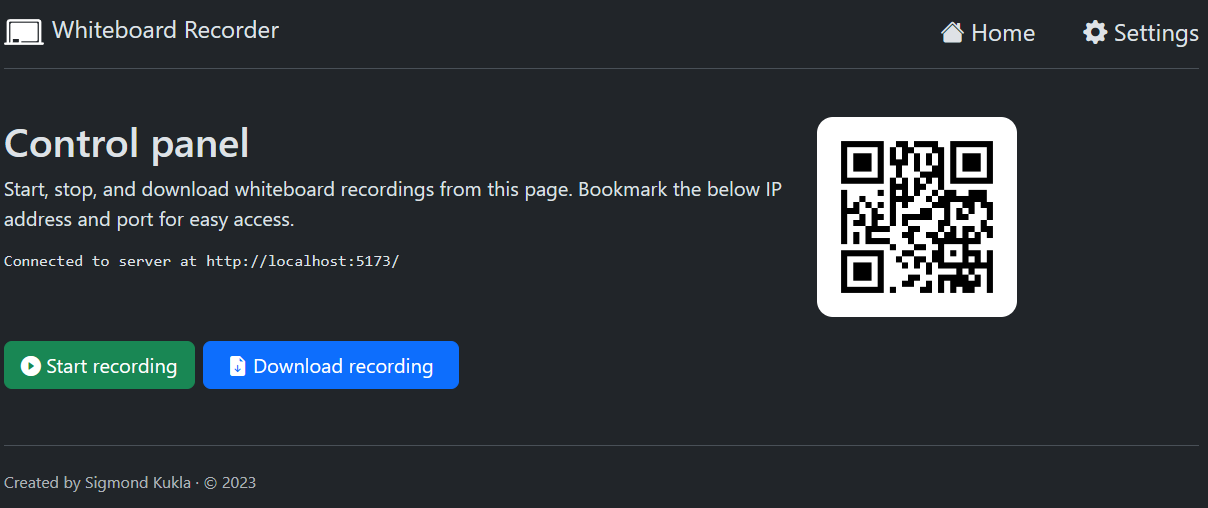 Whiteboard Recorder
Home
Settings
Control panel
Start, stop, and download whiteboard recordings from this page. Bookmark the below IP
address and port for easy access.
Connected to server at http://localhost:5173/
Start recording
Download recording
Created by Sigmond Kukla · © 2023